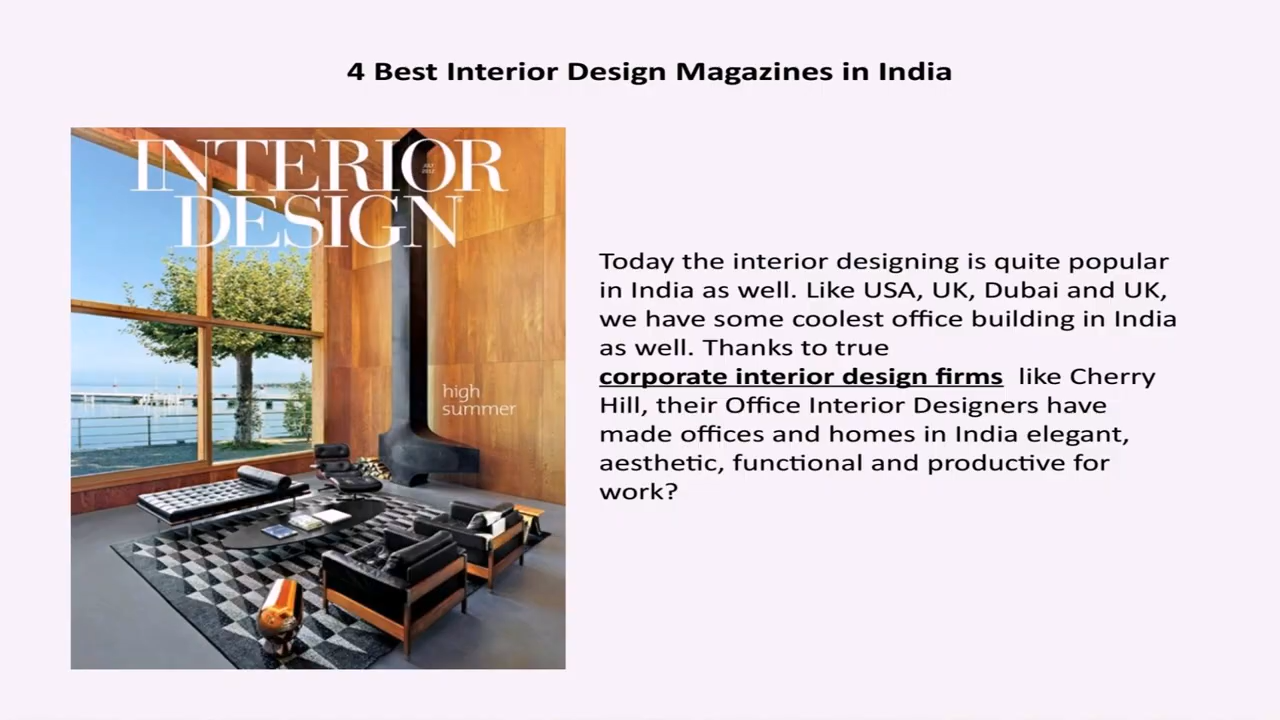 4 Best Interior Design Magazines in India
INTERIOR
DESIGN
high
summer
Today the interior designing is quite popular
in India as well. Like USA, UK, Dubai and UK,
we have some coolest office building in India
as well. Thanks to true
corporate interior design firms like Cherry
Hill, their Office Interior Designers have
made offices and homes in India elegant,
aesthetic, functional and productive for
work?